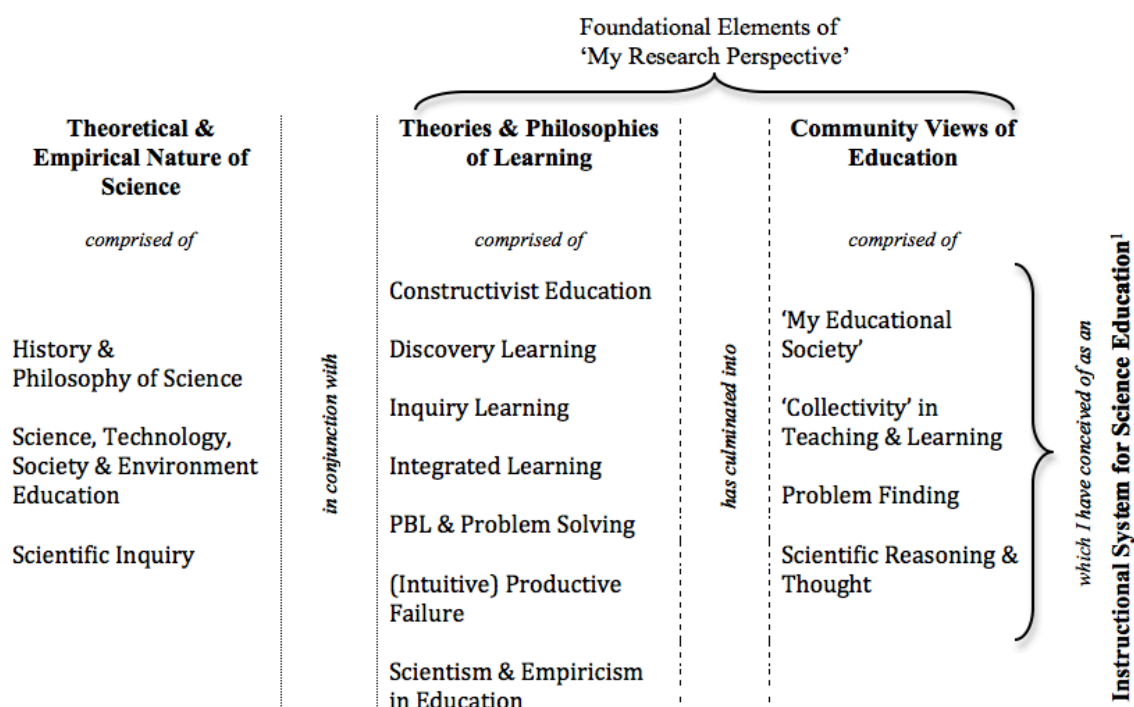 Foundational Elements of
‘My Research Perspective’
Theoretical &
Empirical Nature of
Science
comprised of
History &
Philosophy of Science
Science, Technology,
Society & Environment
Education
Scientific Inquiry
in conjunction with
Theories & Philosophies
of Learning
comprised of
Constructivist Education
Discovery Learning
Inquiry Learning
Integrated Learning
PBL & Problem Solving
(Intuitive) Productive
Failure
Scientism & Empiricism
in Education
has culminated into
Community Views of
Education
comprised of
‘My Educational
Society’
‘Collectivity’ in
Teaching & Learning
Problem Finding
Scientific Reasoning &
Thought
which I have conceived of as an
Instructional System for Science Education¹